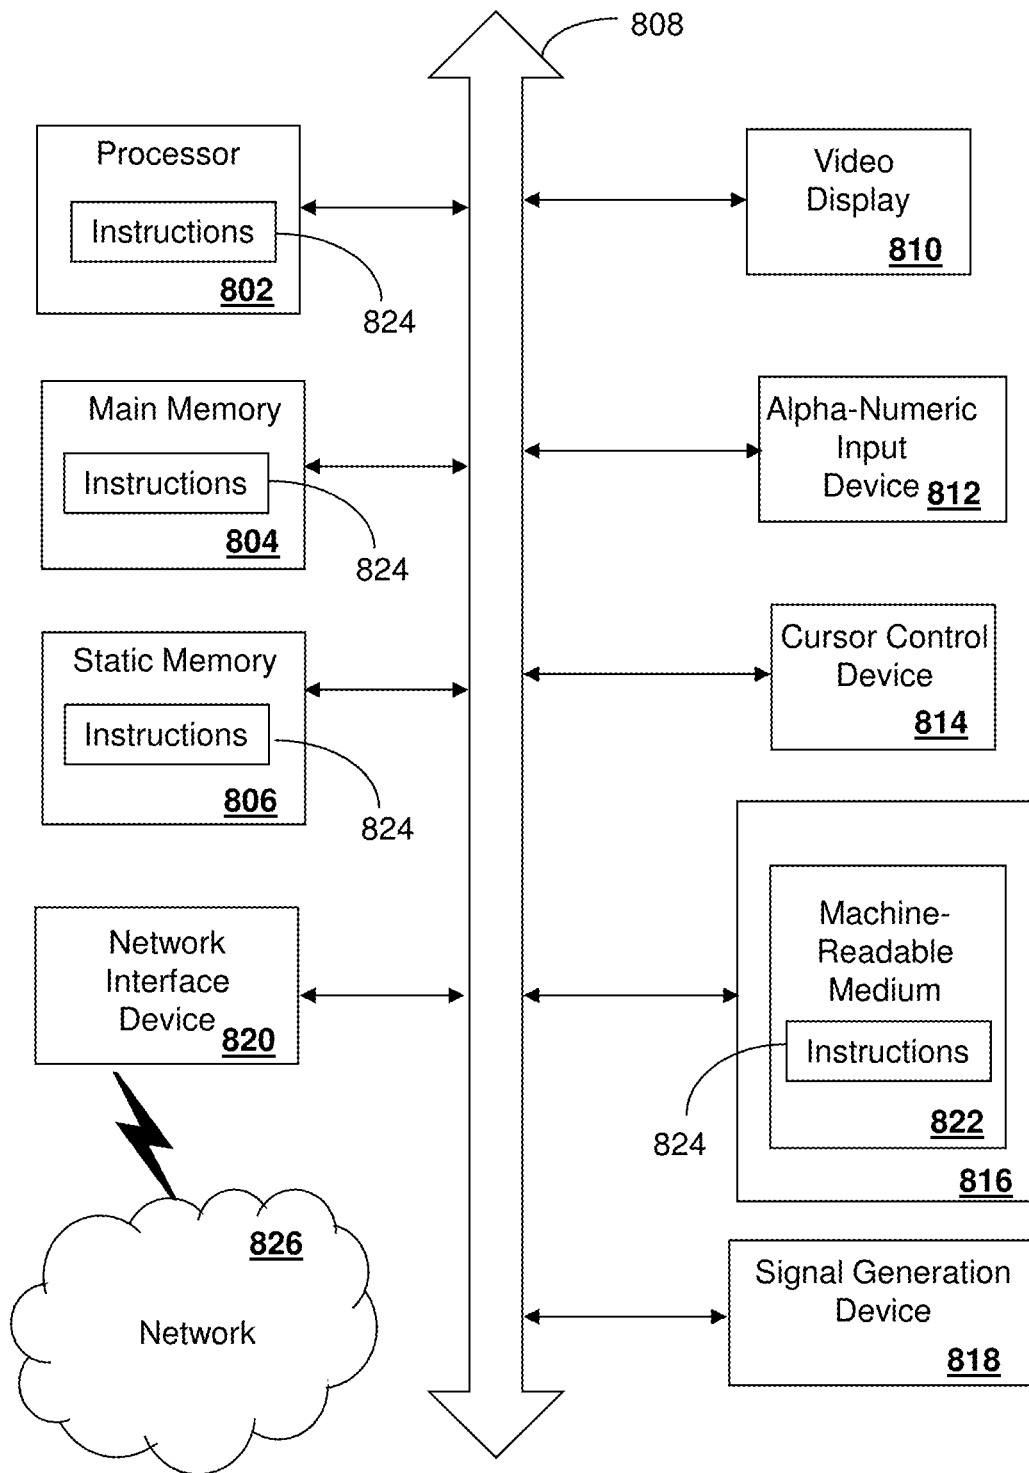 808
Processor
Instructions
802
824
Main Memory
Instructions
804
824
Static Memory
Instructions
806
824
Network
Interface
Device
820
826
Network
Video
Display
810
Alpha-Numeric
Input
Device 812
Cursor Control
Device
814
Machine-
Readable
Medium
Instructions
822
824
816
Signal Generation
Device
818